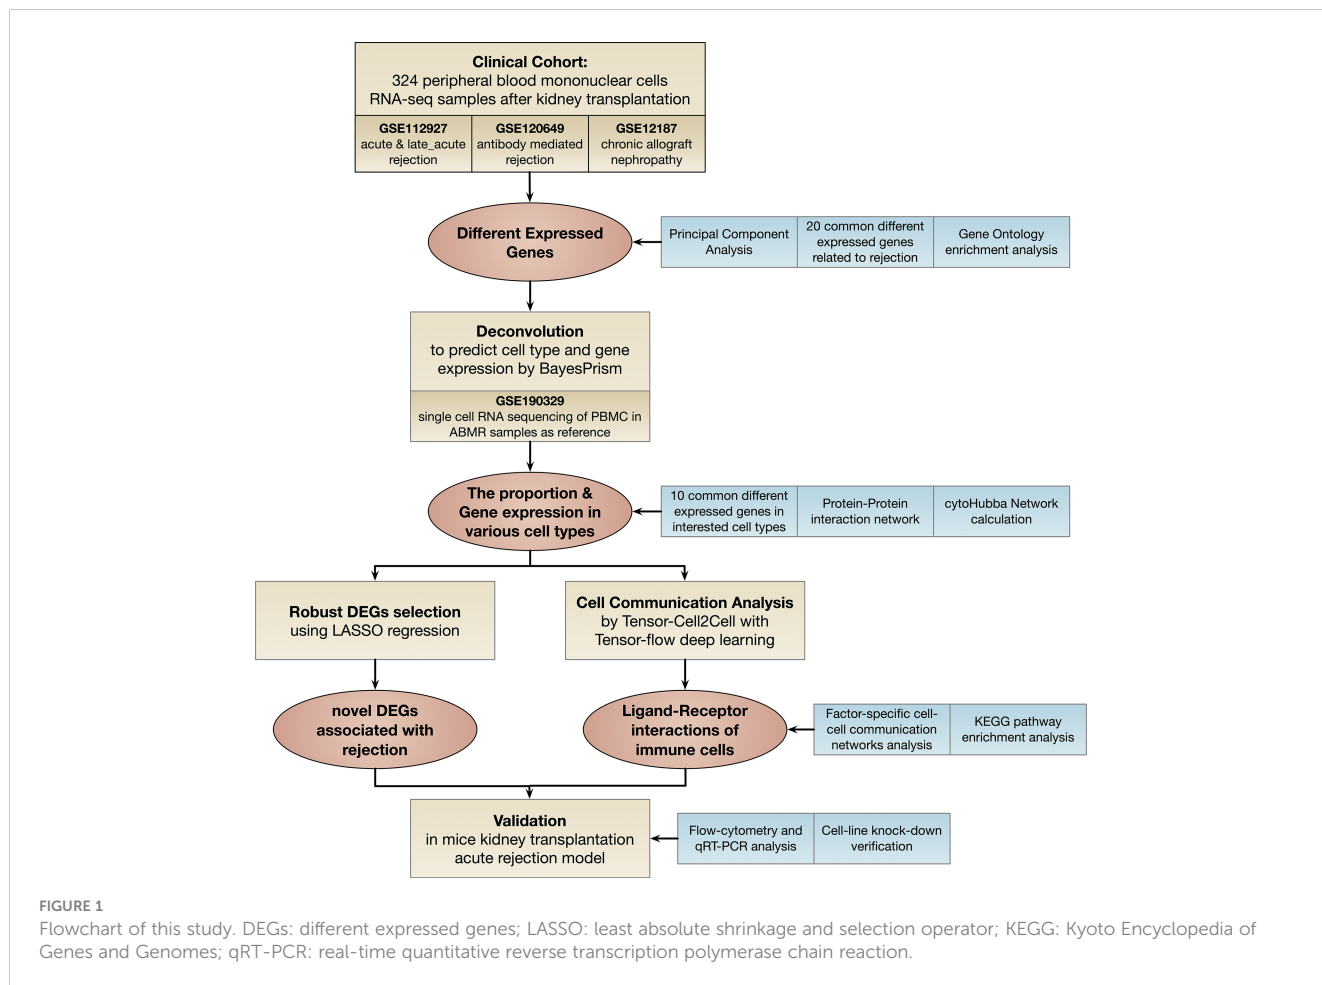 Clinical Cohort:
324 peripheral blood mononuclear cells
RNA-seq samples after kidney transplantation
GSE112927
acute & late_acute
rejection
GSE120649
antibody mediated
rejection
GSE12187
chronic allograft
nephropathy
Different Expressed
Genes
Principal Component
Analysis
20 common different
expressed genes
related to rejection
Gene Ontology
enrichment analysis
Deconvolution
to predict cell type and gene
expression by BayesPrism
GSE190329
single cell RNA sequencing of PBMC in
ABMR samples as reference
The proportion &
Gene expression in
various cell types
10 common different
expressed genes in
interested cell types
Protein-Protein
interaction network
cytoHubba Network
calculation
Robust DEGs selection
using LASSO regression
Cell Communication Analysis
by Tensor-Cell2Cell with
Tensor-flow deep learning
novel DEGs
associated with
rejection
Ligand-Receptor
interactions of
immune cells
Factor-specific cell-
cell communication
networks analysis
KEGG pathway
enrichment analysis
Validation
in mice kidney transplantation
acute rejection model
Flow-cytometry and
qRT-PCR analysis
Cell-line knock-down
verification
FIGURE 1
Flowchart of this study. DEGs: different expressed genes; LASSO: least absolute shrinkage and selection operator; KEGG: Kyoto Encyclopedia of
Genes and Genomes; qRT-PCR: real-time quantitative reverse transcription polymerase chain reaction.